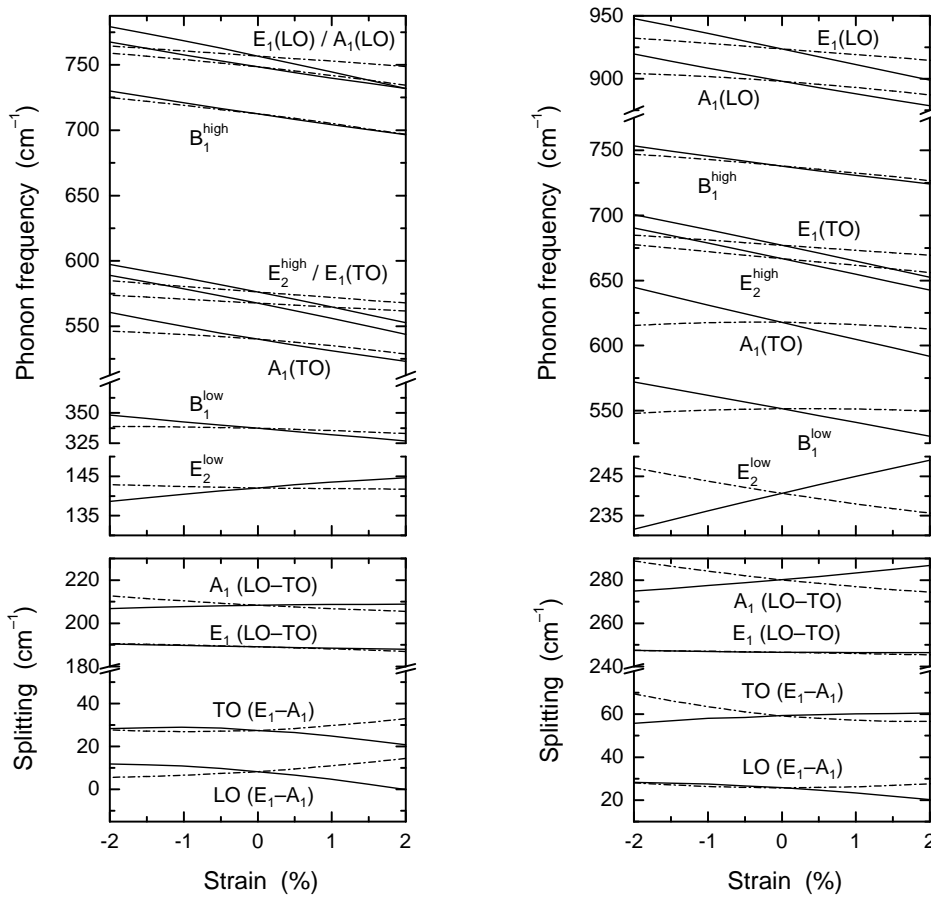 Phonon frequency (cm⁻¹)
750
700
650
600
550
350
325
142
135
E₁(LO) / A₁(LO)
B₁ʰⁱᵍʰ
E₂ʰⁱᵍʰ / E₁(TO)
A₁(TO)
B₁ˡᵒʷ
E₂ˡᵒʷ
Splitting (cm⁻¹)
220
200
180
40
20
0
A₁ (LO–TO)
E₁ (LO–TO)
TO (E₁–A₁)
LO (E₁–A₁)
-2 -1 0 1 2
Strain (%)
Phonon frequency (cm⁻¹)
950
900
750
700
650
600
550
245
235
E₁(LO)
A₁(LO)
B₁ʰⁱᵍʰ
E₁(TO)
E₂ʰⁱᵍʰ
A₁(TO)
B₁ˡᵒʷ
E₂ˡᵒʷ
Splitting (cm⁻¹)
280
260
240
80
60
40
20
A₁ (LO–TO)
E₁ (LO–TO)
TO (E₁–A₁)
LO (E₁–A₁)
-2 -1 0 1 2
Strain (%)